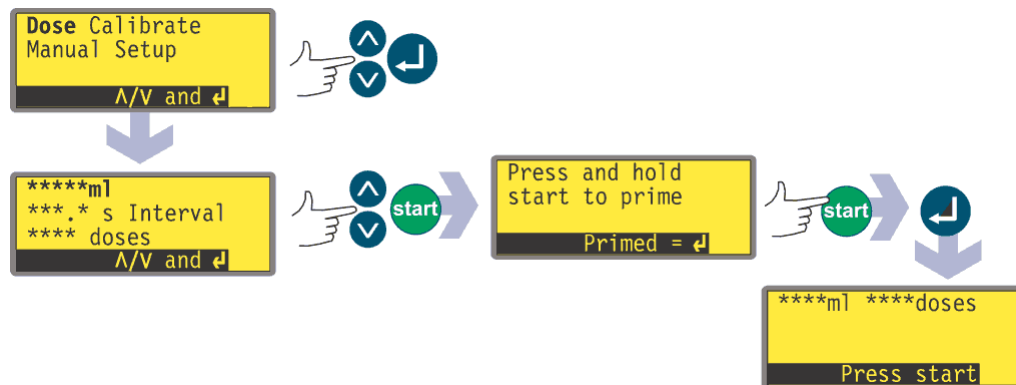 Dose Calibrate
Manual Setup
∧/∨ and ↲
*****ml
***.* s Interval
**** doses
∧/∨ and ↲
start
Press and hold
start to prime
Primed = ↲
start
****ml ****doses
Press start